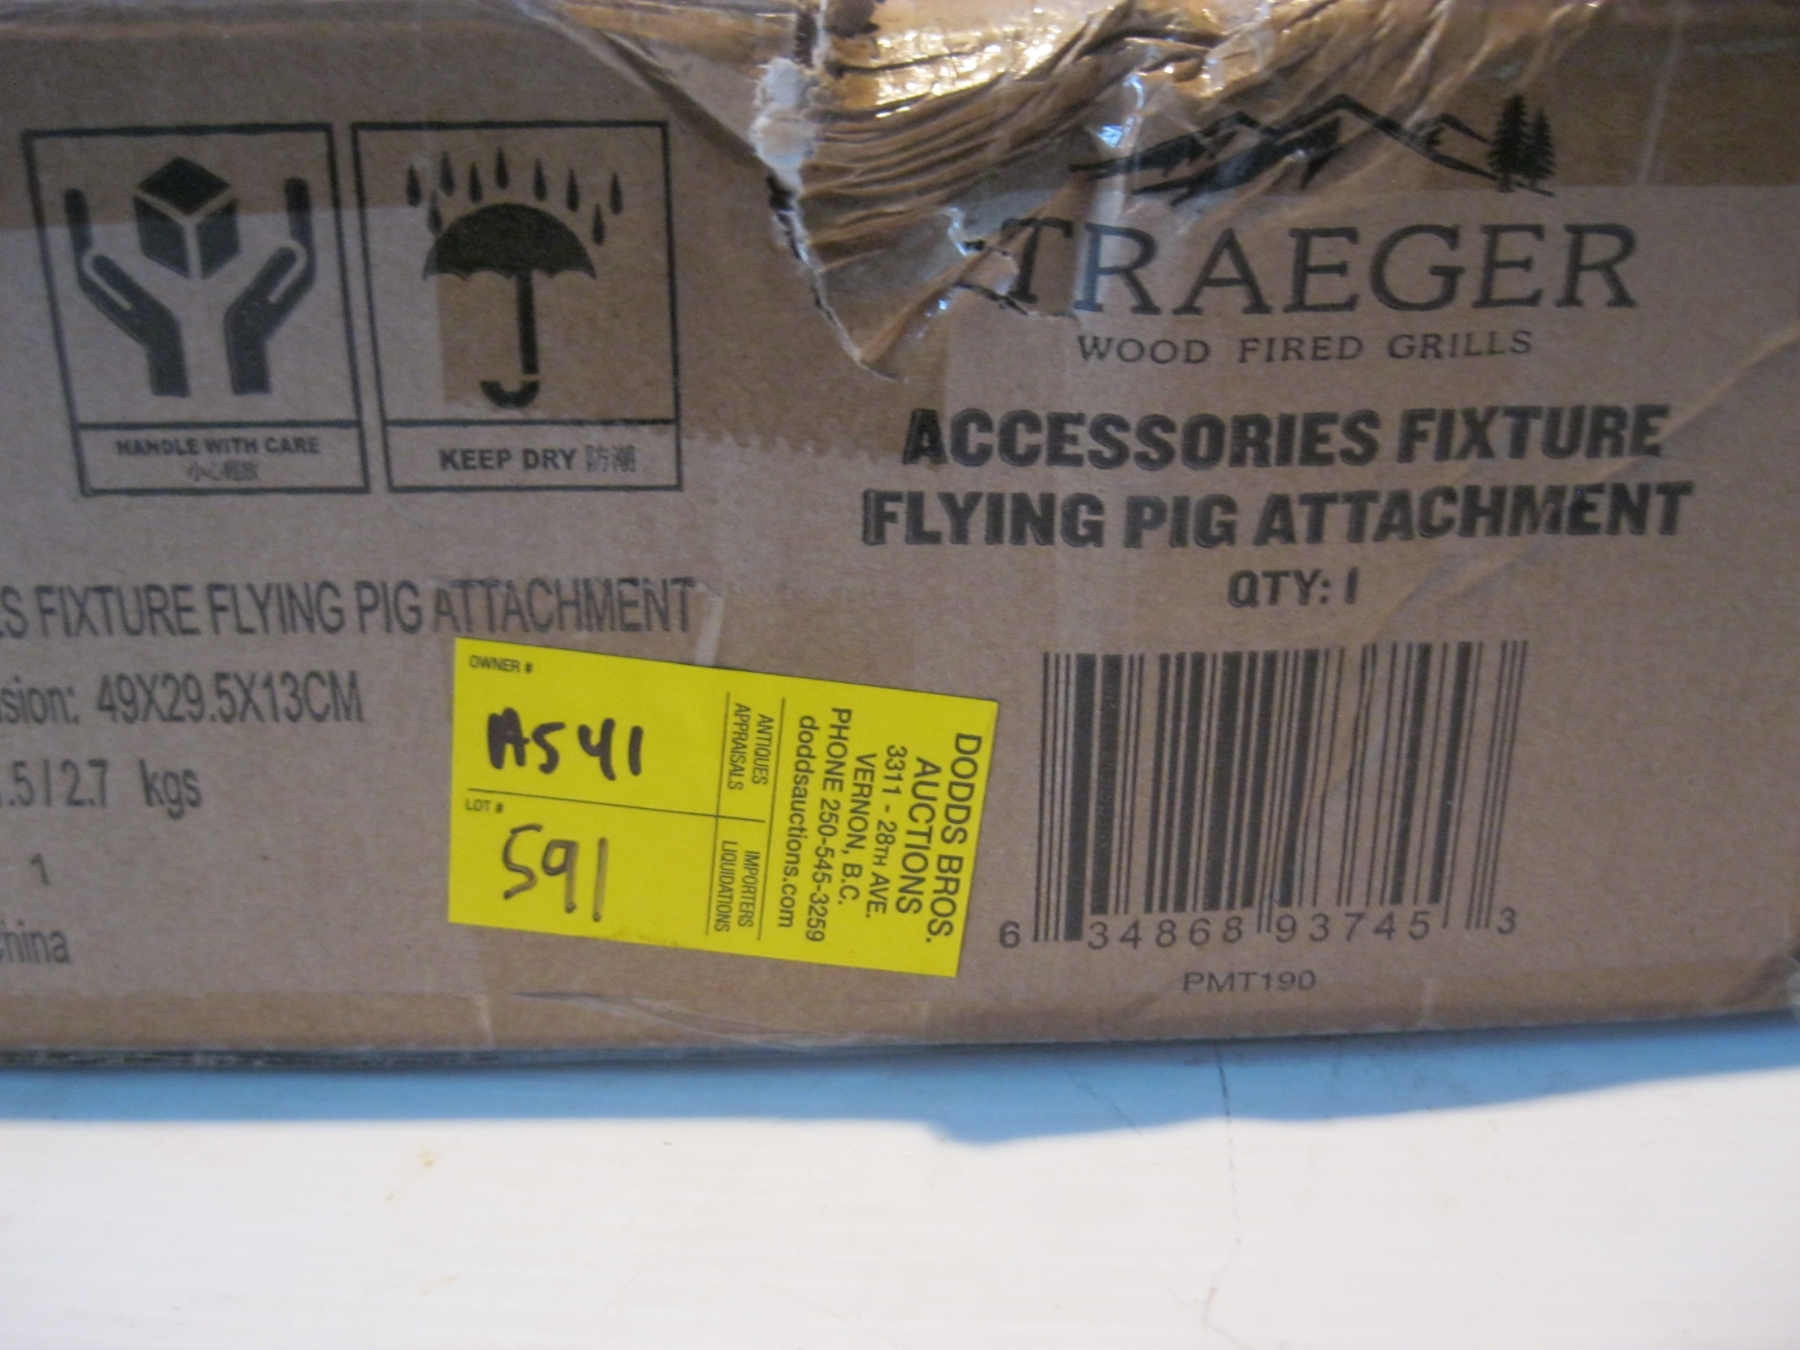 HANDLE WITH CARE
小心轻放
KEEP DRY 防潮
TRAEGER
WOOD FIRED GRILLS
ACCESSORIES FIXTURE
FLYING PIG ATTACHMENT
QTY: 1
FIXTURE FLYING PIG ATTACHMENT
49X29.5X13CM
2.7 kgs
1
OWNER #
A541
LOT #
591
ANTIQUES
APPRAISALS
IMPORTERS
LIQUIDATIONS
DODDS BROS.
AUCTIONS
3311 - 28TH AVE.
VERNON, B.C.
PHONE 250-545-3259
doddsauctions.com
6 34868 93745 3
PMT190